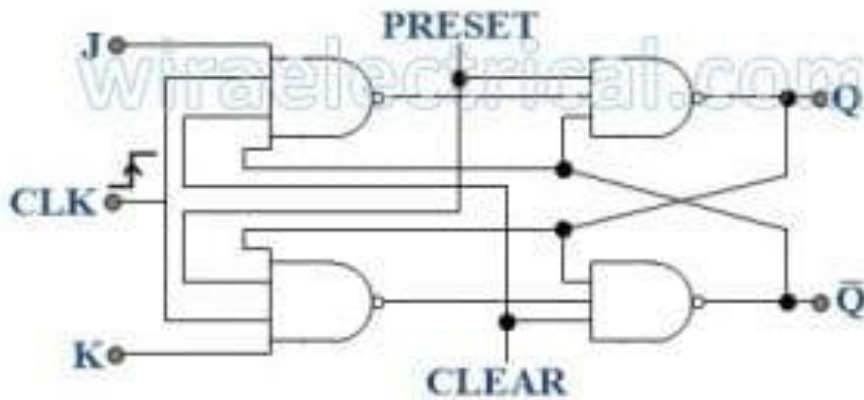 PRESET
J
wiraelectrical.com
Q
CLK
Q̅
K
CLEAR